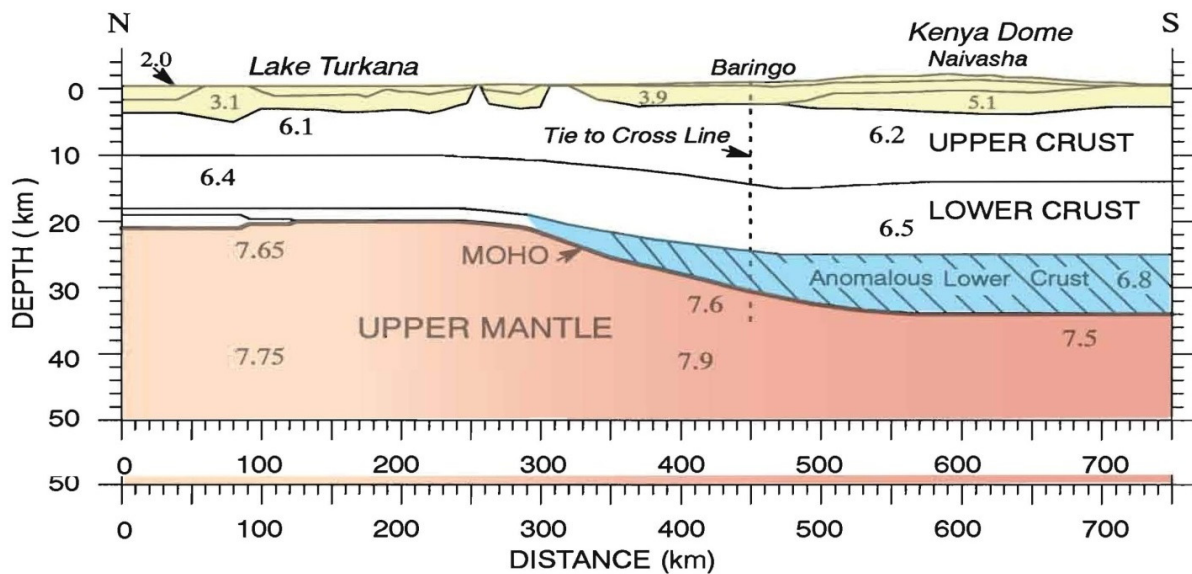 N
S
Kenya Dome
2.0
Lake Turkana
Baringo
Naivasha
0
3.1
3.9
5.1
6.1
6.2
UPPER CRUST
Tie to Cross Line
10
6.4
LOWER CRUST
20
6.5
DEPTH (km)
7.65
MOHO
Anomalous Lower Crust 6.8
30
7.6
UPPER MANTLE
7.5
40
7.75
7.9
50
0 100 200 300 400 500 600 700
50
0 100 200 300 400 500 600 700
DISTANCE (km)